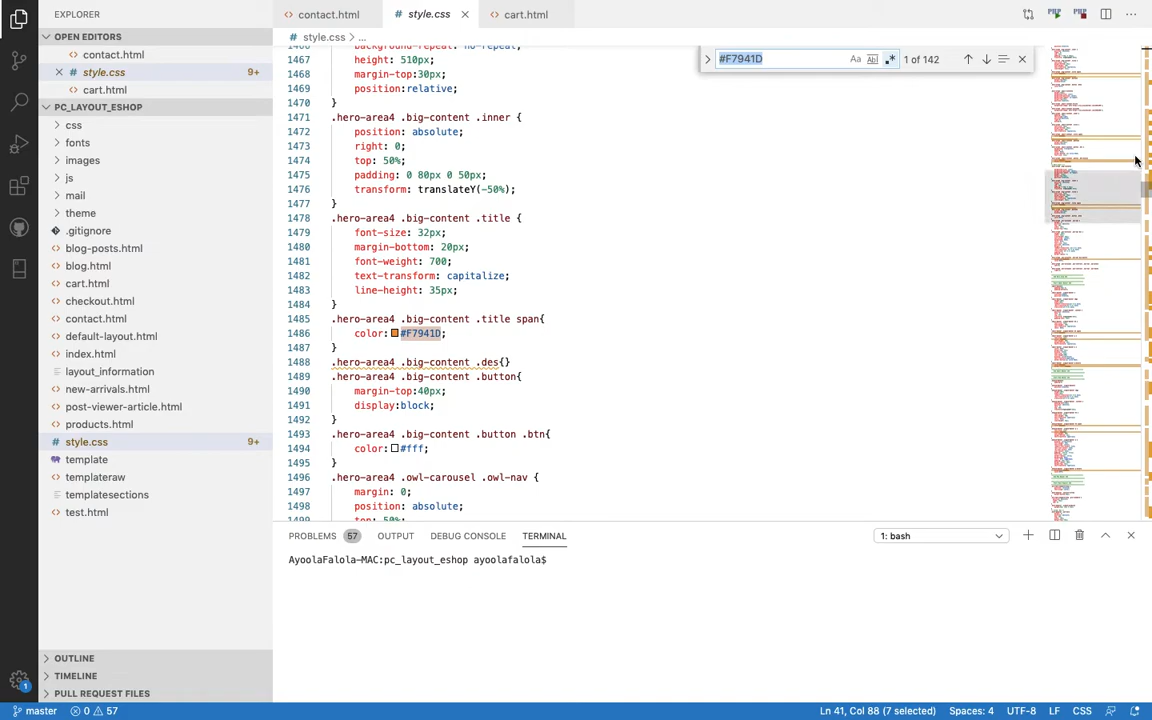 EXPLORER
contact.html
style.css
cart.html
OPEN EDITORS
contact.html
style.css 9+
cart.html
PC_LAYOUT_ESHOP
css
fonts
images
js
mail
theme
.gitignore
blog-posts.html
blog.html
cart.html
checkout.html
contact.html
default-layout.html
index.html
layout_information
new-arrivals.html
post-viewer-article.html
products.html
style.css 9+
template
templateraw
templatesections
test.html
OUTLINE
TIMELINE
PULL REQUEST FILES
style.css > ...
#F7941D Aa Abl .* 1 of 142
1466 background-repeat: no-repeat;
1467 height: 510px;
1468 margin-top:30px;
1469 position:relative;
1470 }
1471 .hero-area4 .big-content .inner {
1472 position: absolute;
1473 right: 0;
1474 top: 50%;
1475 padding: 0 80px 0 50px;
1476 transform: translateY(-50%);
1477 }
1478 .hero-area4 .big-content .title {
1479 font-size: 32px;
1480 margin-bottom: 20px;
1481 font-weight: 700;
1482 text-transform: capitalize;
1483 line-height: 35px;
1484 }
1485 .hero-area4 .big-content .title span{
1486 color: #F7941D;
1487 }
1488 .hero-area4 .big-content .des{}
1489 .hero-area4 .big-content .button{
1490 margin-top:40px;
1491 display:block;
1492 }
1493 .hero-area4 .big-content .button .btn{
1494 color: #fff;
1495 }
1496 .hero-area4 .owl-carousel .owl-nav {
1497 margin: 0;
1498 position: absolute;
1499 top: 50%;
PROBLEMS 57 OUTPUT DEBUG CONSOLE TERMINAL 1: bash
AyoolaFalola-MAC:pc_layout_eshop ayoolafalola$
1
master 0 57 Ln 41, Col 88 (7 selected) Spaces: 4 UTF-8 LF CSS